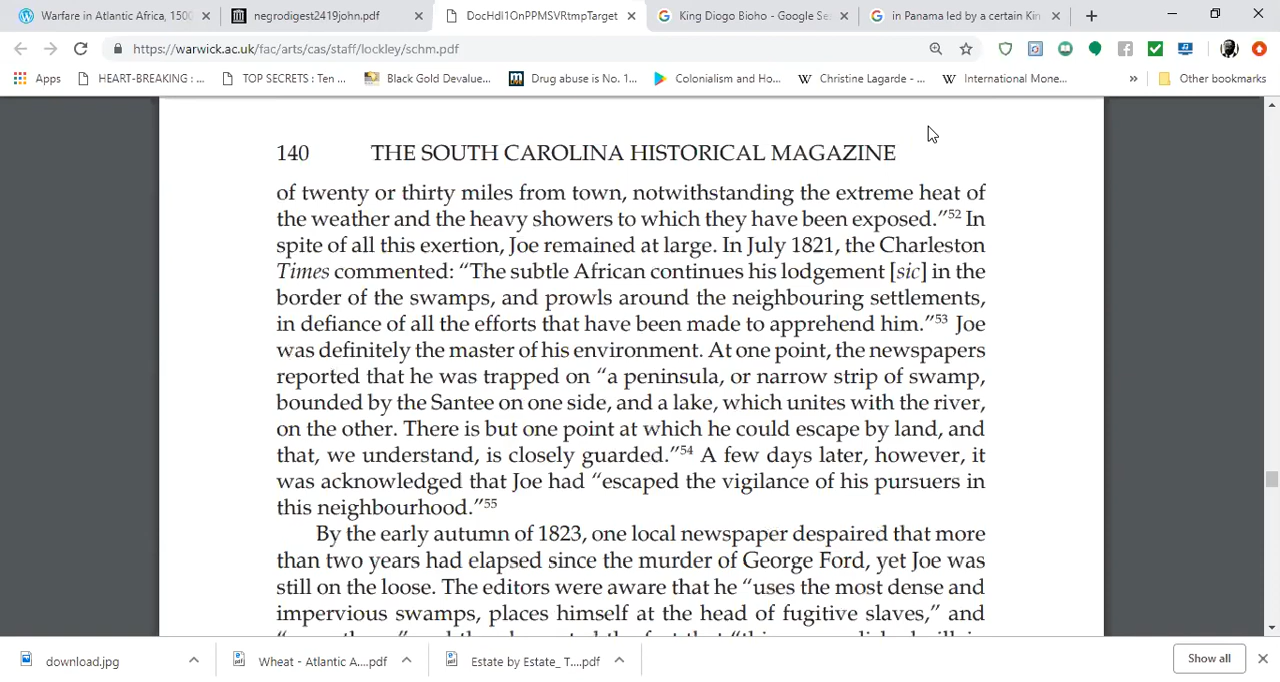 Warfare in Atlantic Africa, 1500
negrodigest2419john.pdf
DocHdl1OnPPMSVRtmpTarget
King Diogo Bioho - Google Se
in Panama led by a certain Kin
https://warwick.ac.uk/fac/arts/cas/staff/lockley/schm.pdf
Apps
HEART-BREAKING : ...
TOP SECRETS : Ten ...
Black Gold Devalue...
Drug abuse is No. 1...
Colonialism and Ho...
Christine Lagarde - ...
International Mone...
»
Other bookmarks
140 THE SOUTH CAROLINA HISTORICAL MAGAZINE
of twenty or thirty miles from town, notwithstanding the extreme heat of
the weather and the heavy showers to which they have been exposed."52 In
spite of all this exertion, Joe remained at large. In July 1821, the Charleston
Times commented: "The subtle African continues his lodgement [sic] in the
border of the swamps, and prowls around the neighbouring settlements,
in defiance of all the efforts that have been made to apprehend him."53 Joe
was definitely the master of his environment. At one point, the newspapers
reported that he was trapped on "a peninsula, or narrow strip of swamp,
bounded by the Santee on one side, and a lake, which unites with the river,
on the other. There is but one point at which he could escape by land, and
that, we understand, is closely guarded."54 A few days later, however, it
was acknowledged that Joe had "escaped the vigilance of his pursuers in
this neighbourhood."55
By the early autumn of 1823, one local newspaper despaired that more
than two years had elapsed since the murder of George Ford, yet Joe was
still on the loose. The editors were aware that he "uses the most dense and
impervious swamps, places himself at the head of fugitive slaves," and
download.jpg
Wheat - Atlantic A....pdf
Estate by Estate_ T....pdf
Show all